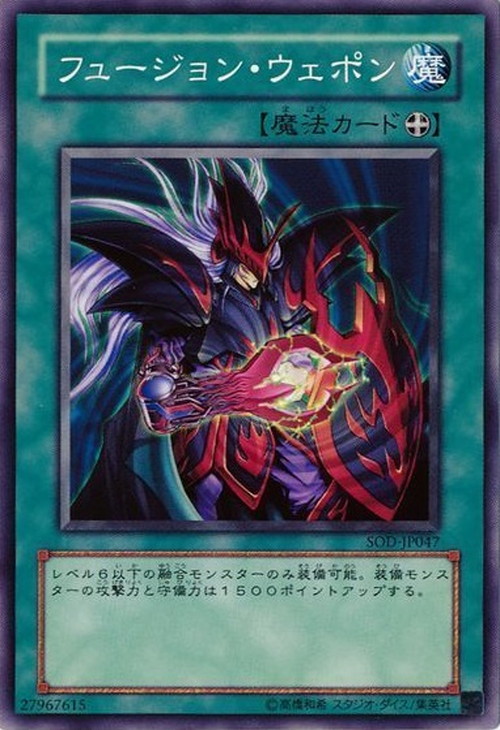 フュージョン・ウェポン 魔
【魔法カード】
SOD-JP047
レベル6以下の融合モンスターのみ装備可能。装備モンス
ターの攻撃力と守備力は1500ポイントアップする。
27967615 ©高橋和希 スタジオ・ダイス/集英社